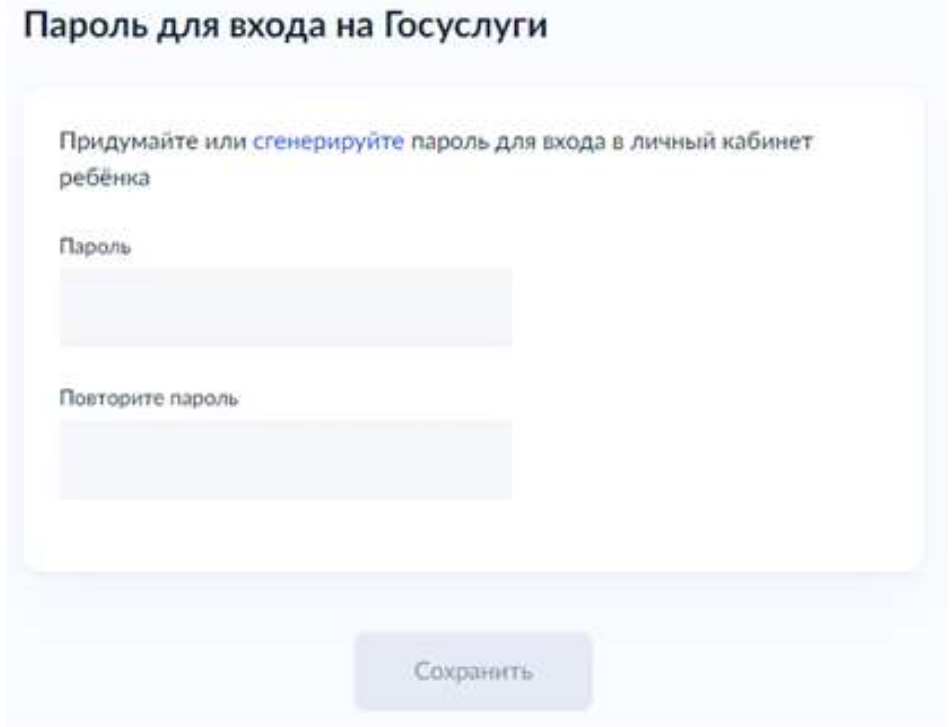 Пароль для входа на Госуслуги
Придумайте или сгенерируйте пароль для входа в личный кабинет
ребёнка
Пароль
Повторите пароль
Сохранить